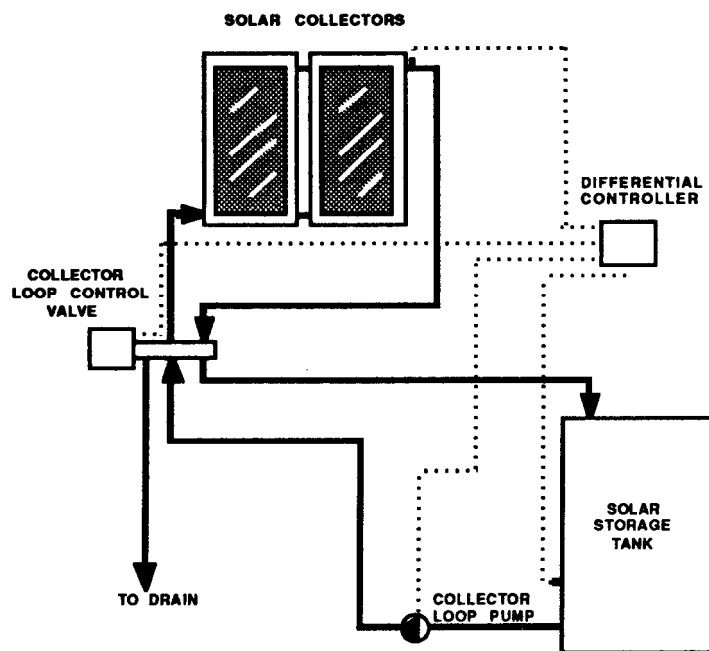 SOLAR COLLECTORS
DIFFERENTIAL
CONTROLLER
COLLECTOR
LOOP CONTROL
VALVE
SOLAR
STORAGE
TANK
TO DRAIN
COLLECTOR
LOOP PUMP